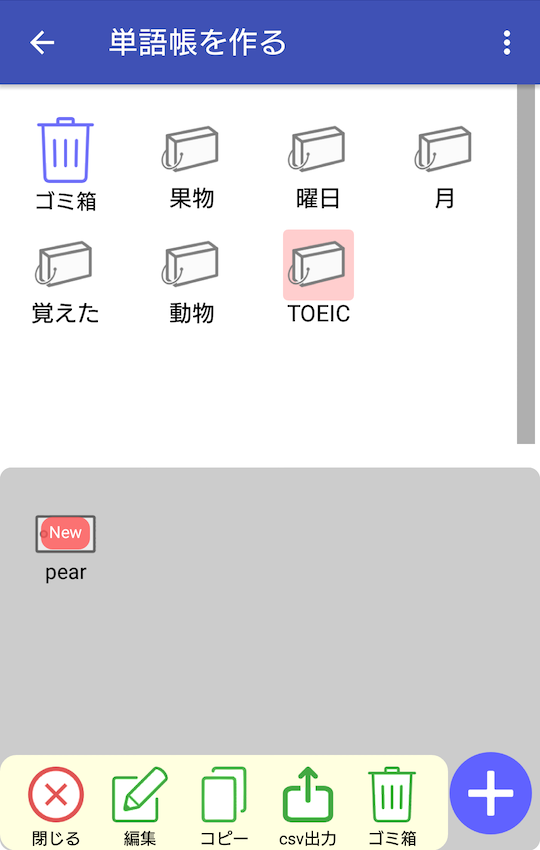 単語帳を作る
ゴミ箱
果物
曜日
月
覚えた
動物
TOEIC
New
pear
閉じる
編集
コピー
csv出力
ゴミ箱